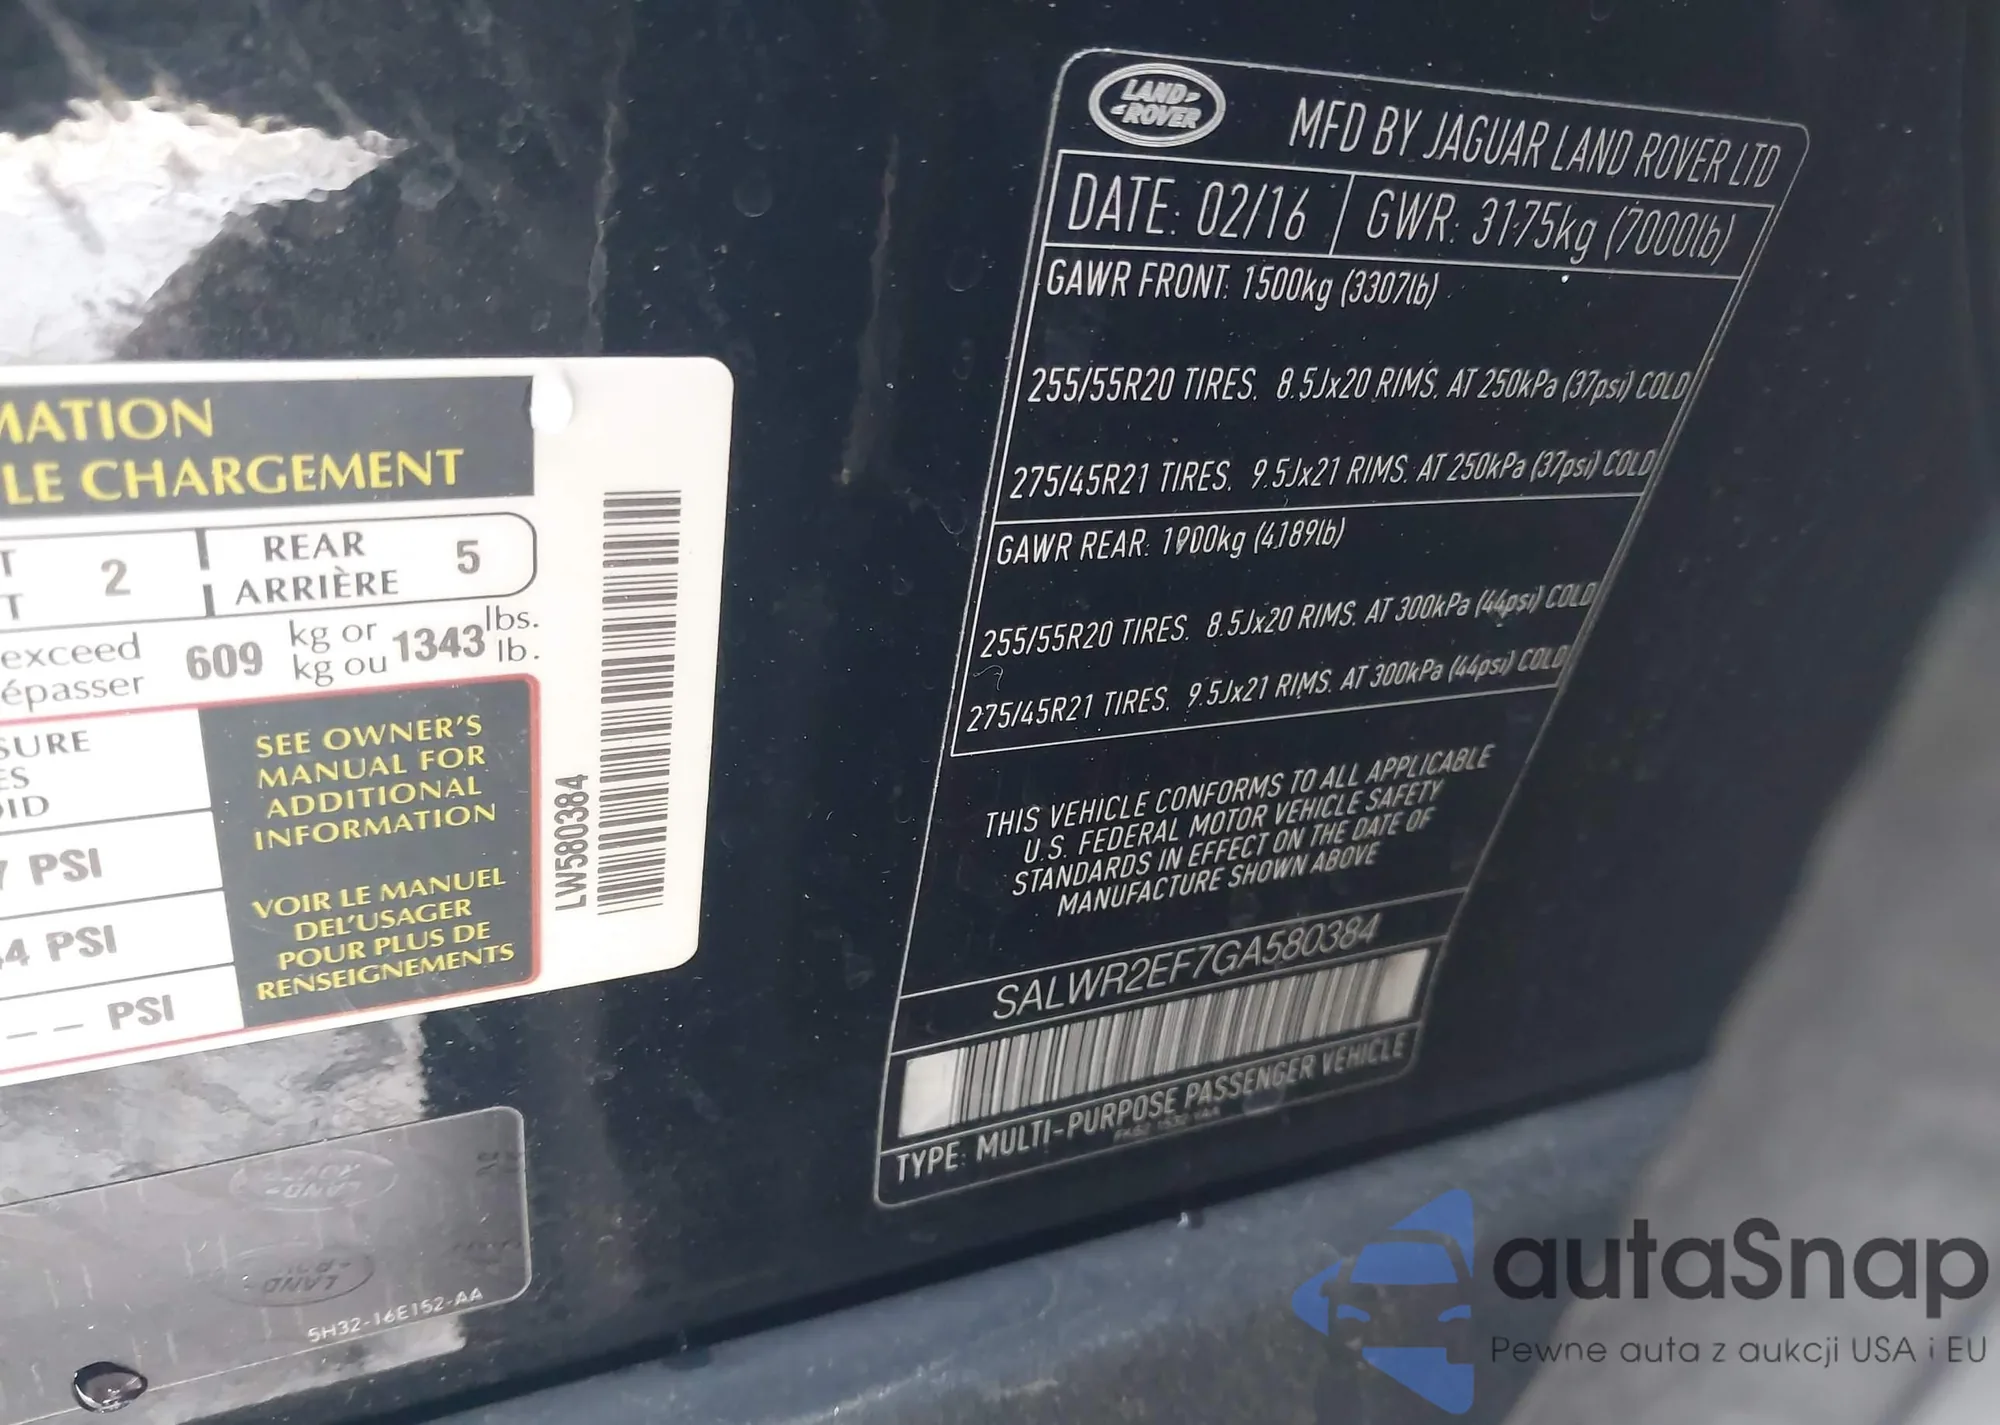 MATION
LE CHARGEMENT
2 REAR 5
ARRIÈRE
exceed 609 kg or 1343 lbs.
épasser kg ou lb.
SURE
ES
OID
7 PSI
4 PSI
-- PSI
SEE OWNER'S
MANUAL FOR
ADDITIONAL
INFORMATION
VOIR LE MANUEL
DEL'USAGER
POUR PLUS DE
RENSEIGNEMENTS
LW580384
5H32-16E152-AA
LAND ROVER
MFD BY JAGUAR LAND ROVER LTD
DATE: 02/16 GWR: 3175kg (7000lb)
GAWR FRONT: 1500kg (3307lb)
255/55R20 TIRES. 8.5Jx20 RIMS. AT 250kPa (37psi) COLD
275/45R21 TIRES. 9.5Jx21 RIMS. AT 250kPa (37psi) COLD
GAWR REAR: 1900kg (4189lb)
255/55R20 TIRES. 8.5Jx20 RIMS. AT 300kPa (44psi) COLD
275/45R21 TIRES. 9.5Jx21 RIMS. AT 300kPa (44psi) COLD
THIS VEHICLE CONFORMS TO ALL APPLICABLE
U.S. FEDERAL MOTOR VEHICLE SAFETY
STANDARDS IN EFFECT ON THE DATE OF
MANUFACTURE SHOWN ABOVE
SALWR2EF7GA580384
TYPE: MULTI-PURPOSE PASSENGER VEHICLE
autaSnap
Pewne auta z aukcji USA i EU